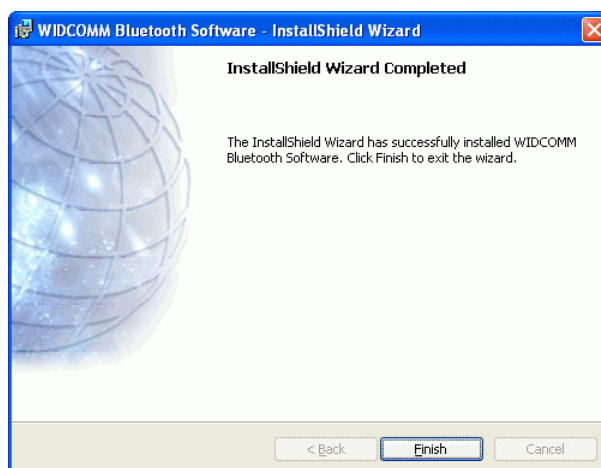 WIDCOMM Bluetooth Software - InstallShield Wizard
InstallShield Wizard Completed
The InstallShield Wizard has successfully installed WIDCOMM
Bluetooth Software. Click Finish to exit the wizard.
< Back Finish Cancel